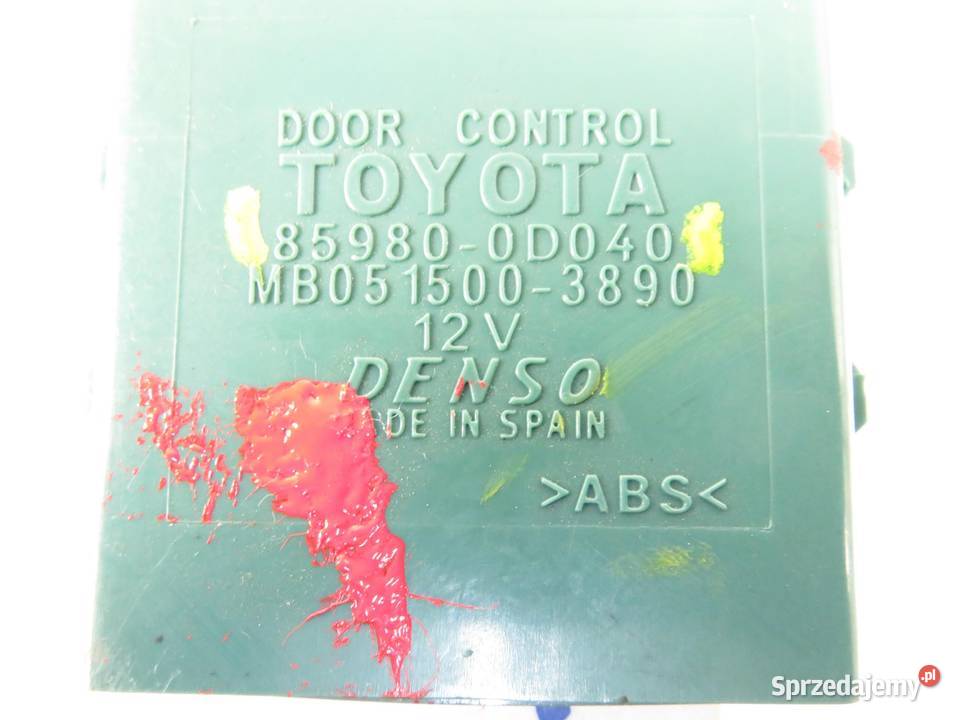 DOOR CONTROL
TOYOTA
85980-0D040
MB051500-3890
12V
DENSO
DE IN SPAIN
>ABS<
Sprzedajemy.pl